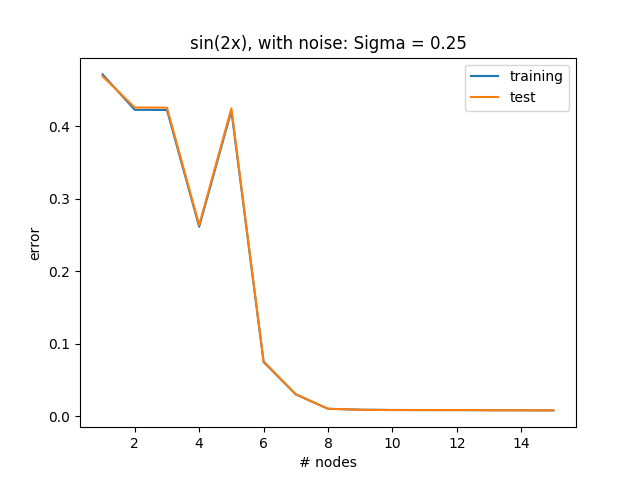 sin(2x), with noise: Sigma = 0.25
training
test
error
0.4
0.3
0.2
0.1
0.0
2 4 6 8 10 12 14
# nodes